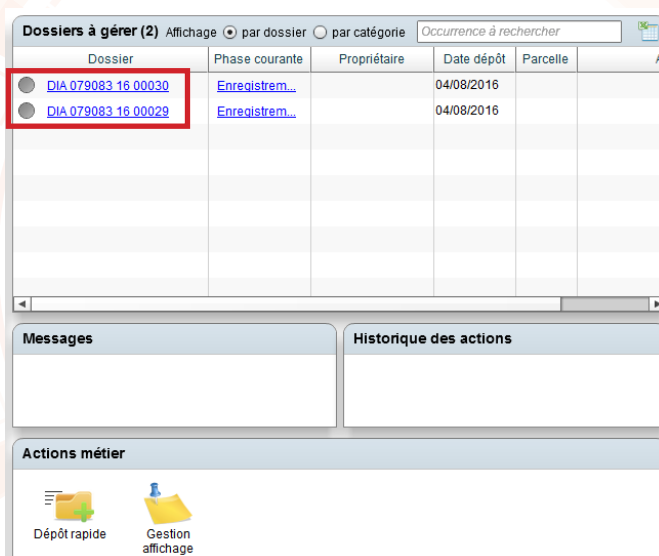 Dossiers à gérer (2) Affichage par dossier par catégorie Occurrence à rechercher
Dossier Phase courante Propriétaire Date dépôt Parcelle
DIA 079083 16 00030 Enregistrem... 04/08/2016
DIA 079083 16 00029 Enregistrem... 04/08/2016
Messages Historique des actions
Actions métier
Dépôt rapide Gestion
affichage